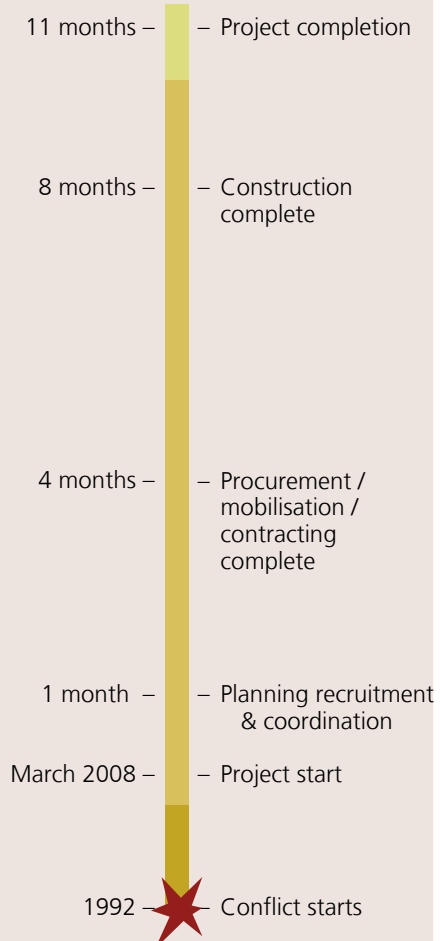 11 months – – Project completion
8 months – – Construction
complete
4 months – – Procurement /
mobilisation /
contracting
complete
1 month – – Planning recruitment
& coordination
March 2008 – – Project start
1992 – – Conflict starts